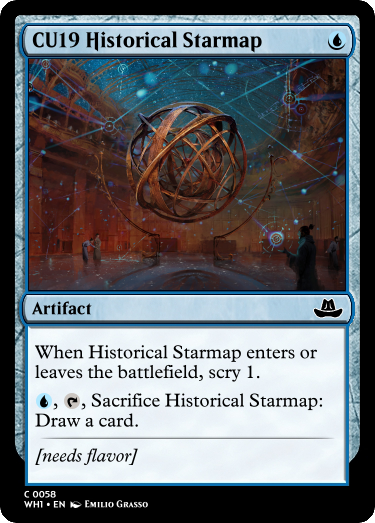 CU19 Historical Starmap
Artifact
When Historical Starmap enters or
leaves the battlefield, scry 1.
, , Sacrifice Historical Starmap:
Draw a card.
[needs flavor]
C 0058
WH1 • EN Emilio Grasso